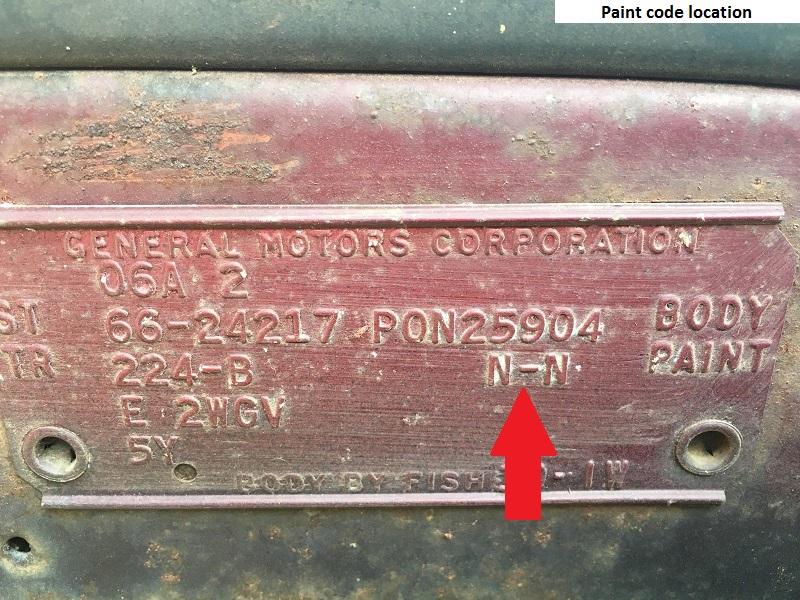 Paint code location
GENERAL MOTORS CORPORATION
06A 2
ST 66-24217 PON25904 BODY
TR 224-B N-N PAINT
E 2WGV
5Y
BODY BY FISHER-1W